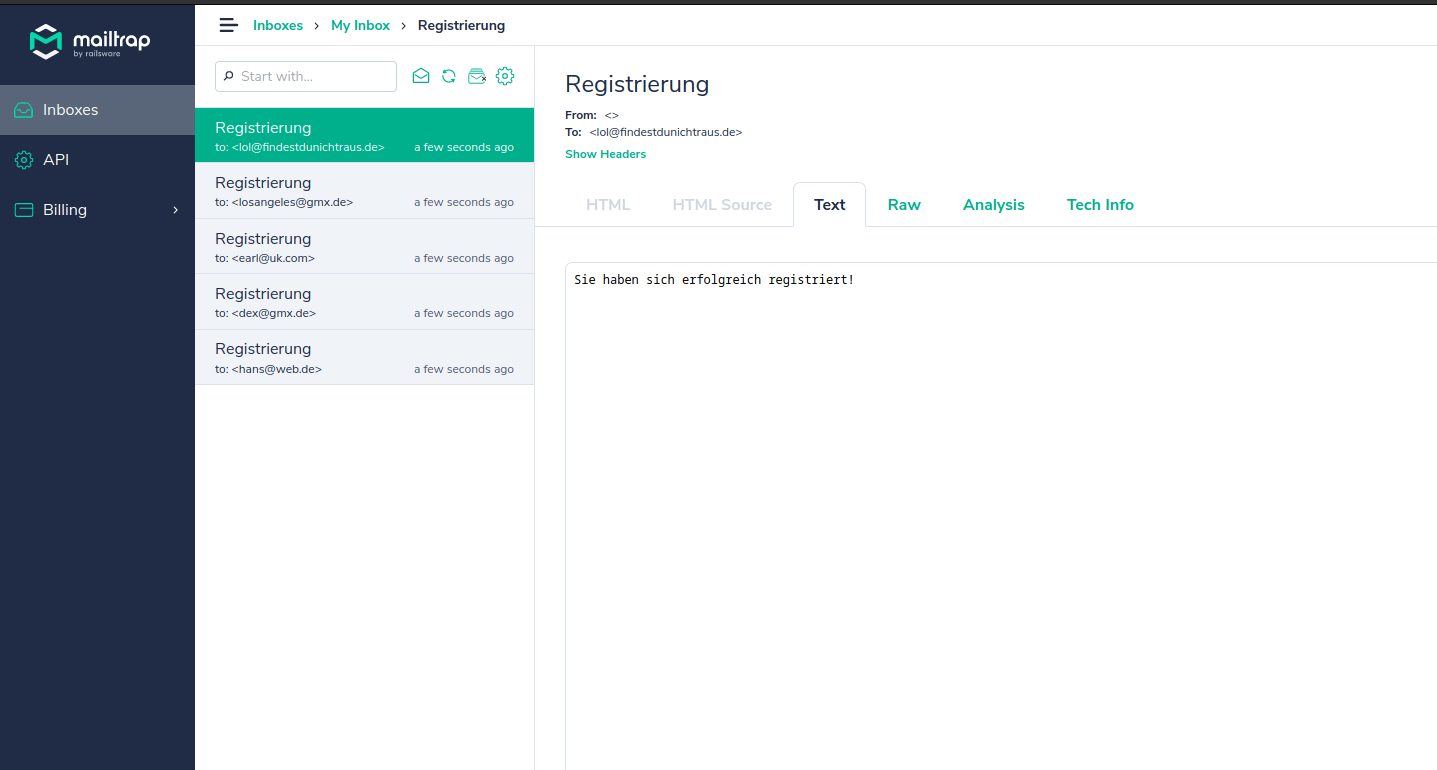 mailtrap
by railsware
Inboxes
API
Billing
Inboxes › My Inbox › Registrierung
Start with...
Registrierung
to: <lol@findestdunichtraus.de> a few seconds ago
Registrierung
to: <losangeles@gmx.de> a few seconds ago
Registrierung
to: <earl@uk.com> a few seconds ago
Registrierung
to: <dex@gmx.de> a few seconds ago
Registrierung
to: <hans@web.de> a few seconds ago
Registrierung
From: <>
To: <lol@findestdunichtraus.de>
Show Headers
HTML HTML Source Text Raw Analysis Tech Info
Sie haben sich erfolgreich registriert!